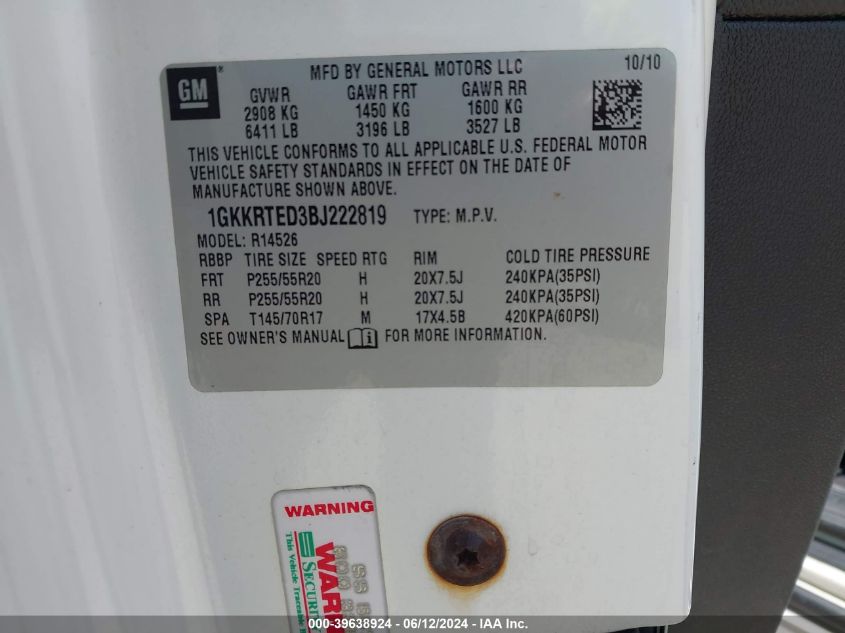 GM
MFD BY GENERAL MOTORS LLC 10/10
GVWR GAWR FRT GAWR RR
2908 KG 1450 KG 1600 KG
6411 LB 3196 LB 3527 LB
THIS VEHICLE CONFORMS TO ALL APPLICABLE U.S. FEDERAL MOTOR
VEHICLE SAFETY STANDARDS IN EFFECT ON THE DATE OF
MANUFACTURE SHOWN ABOVE.
1GKKRTED3BJ222819 TYPE: M.P.V.
MODEL: R14526
RBBP TIRE SIZE SPEED RTG RIM COLD TIRE PRESSURE
FRT P255/55R20 H 20X7.5J 240KPA(35PSI)
RR P255/55R20 H 20X7.5J 240KPA(35PSI)
SPA T145/70R17 M 17X4.5B 420KPA(60PSI)
SEE OWNER'S MANUAL FOR MORE INFORMATION.
WARNING
SECURITY
This Vehicle Traceable
000-39638924 - 06/12/2024 - IAA Inc.